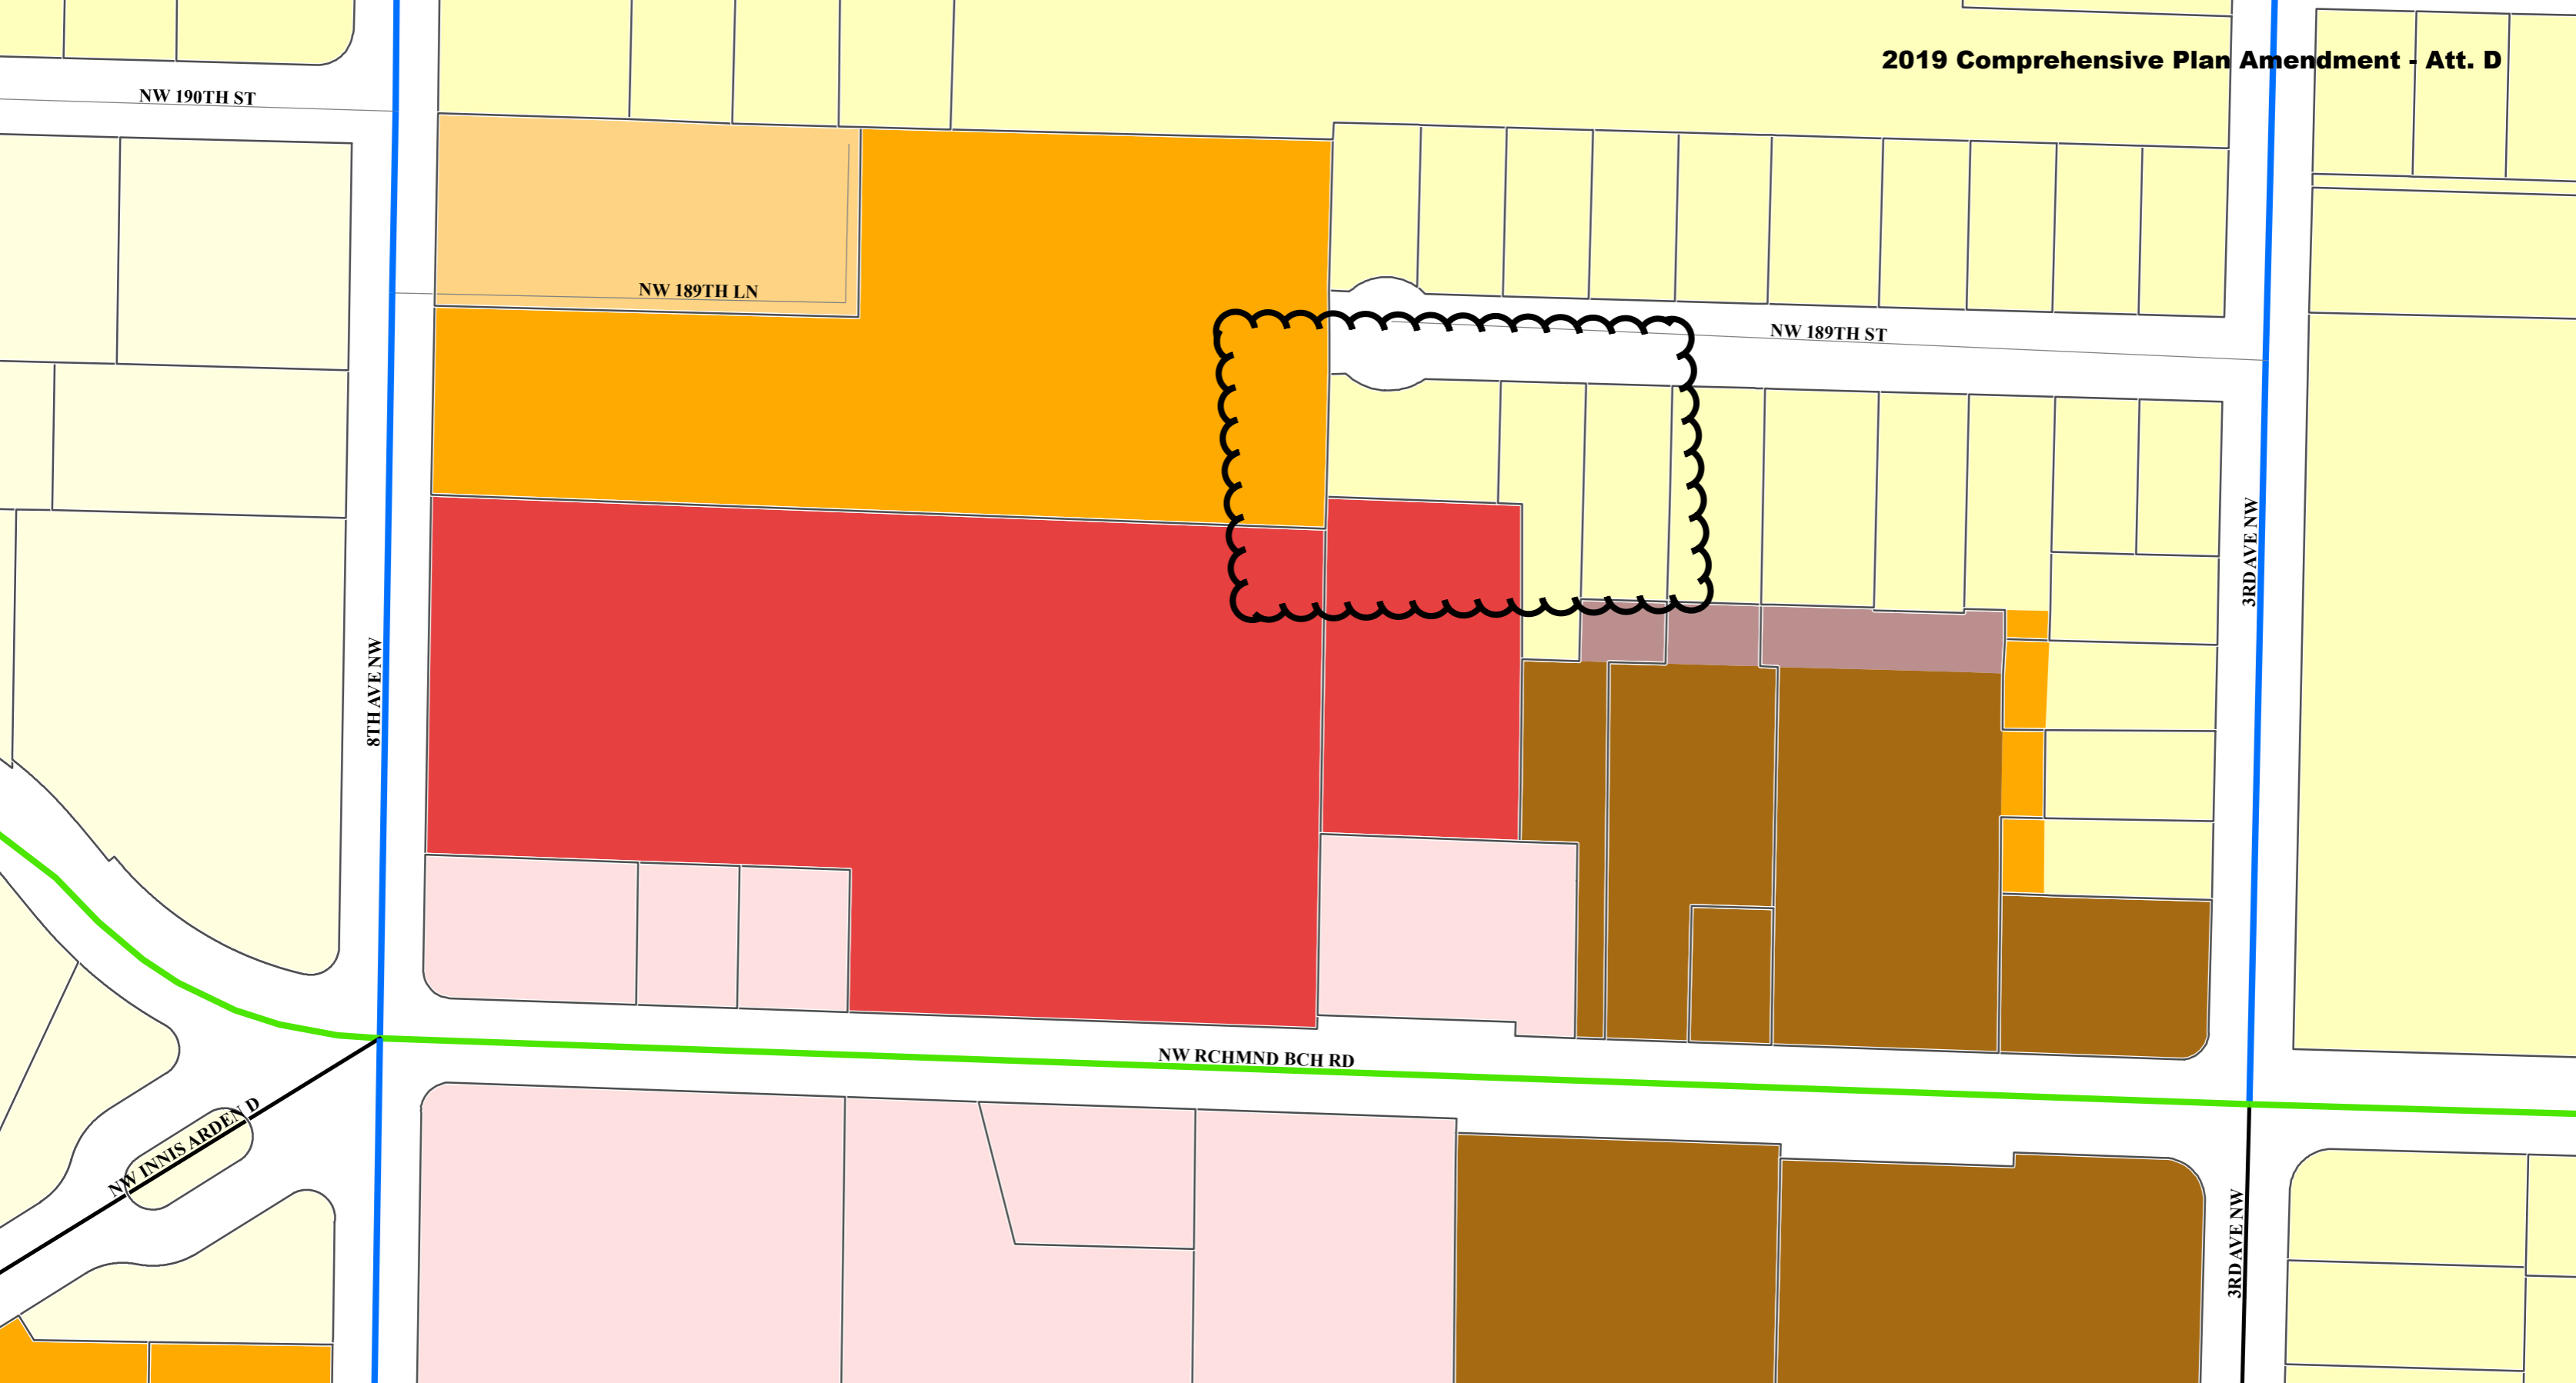 2019 Comprehensive Plan Amendment - Att. D
NW 190TH ST
NW 189TH LN
NW 189TH ST
3RD AVE NW
8TH AVE NW
NW RCHMND BCH RD
NW INNIS ARDEN D
3RD AVE NW